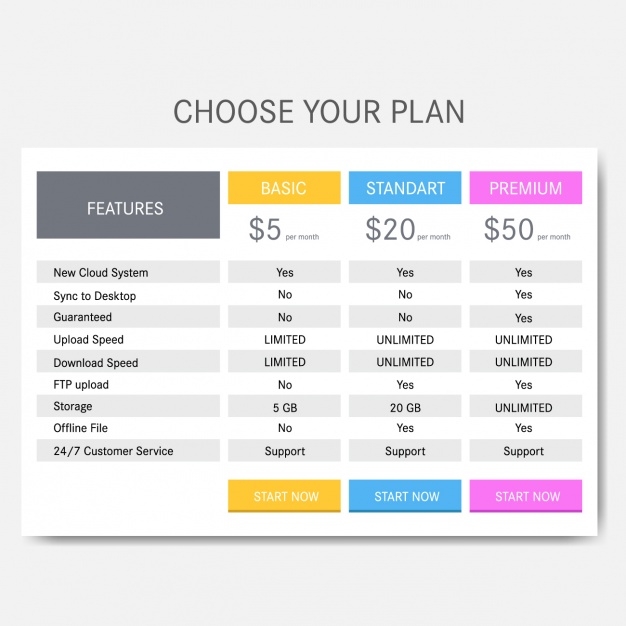 CHOOSE YOUR PLAN
FEATURES BASIC STANDART PREMIUM
$5 per month $20 per month $50 per month
New Cloud System Yes Yes Yes
Sync to Desktop No No Yes
Guaranteed No No Yes
Upload Speed LIMITED UNLIMITED UNLIMITED
Download Speed LIMITED UNLIMITED UNLIMITED
FTP upload No Yes Yes
Storage 5 GB 20 GB UNLIMITED
Offline File No Yes Yes
24/7 Customer Service Support Support Support
START NOW START NOW START NOW